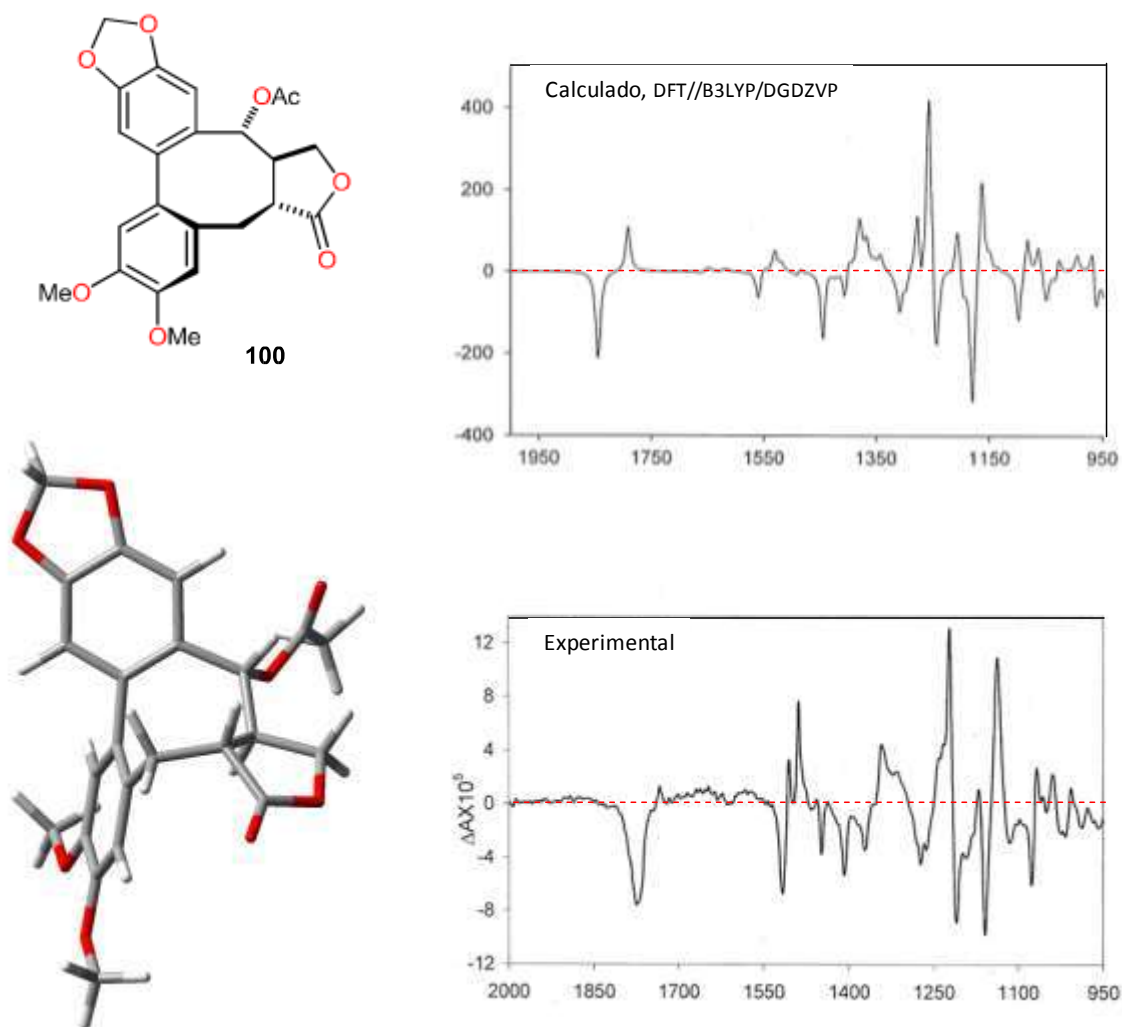 O
O
O
Ac
O
O
MeO
OMe
100
Calculado, DFT//B3LYP/DGDZVP
400
200
0
-200
-400
1950 1750 1550 1350 1150 950
Experimental
ΔAX10⁵
12
8
4
0
-4
-8
-12
2000 1850 1700 1550 1400 1250 1100 950